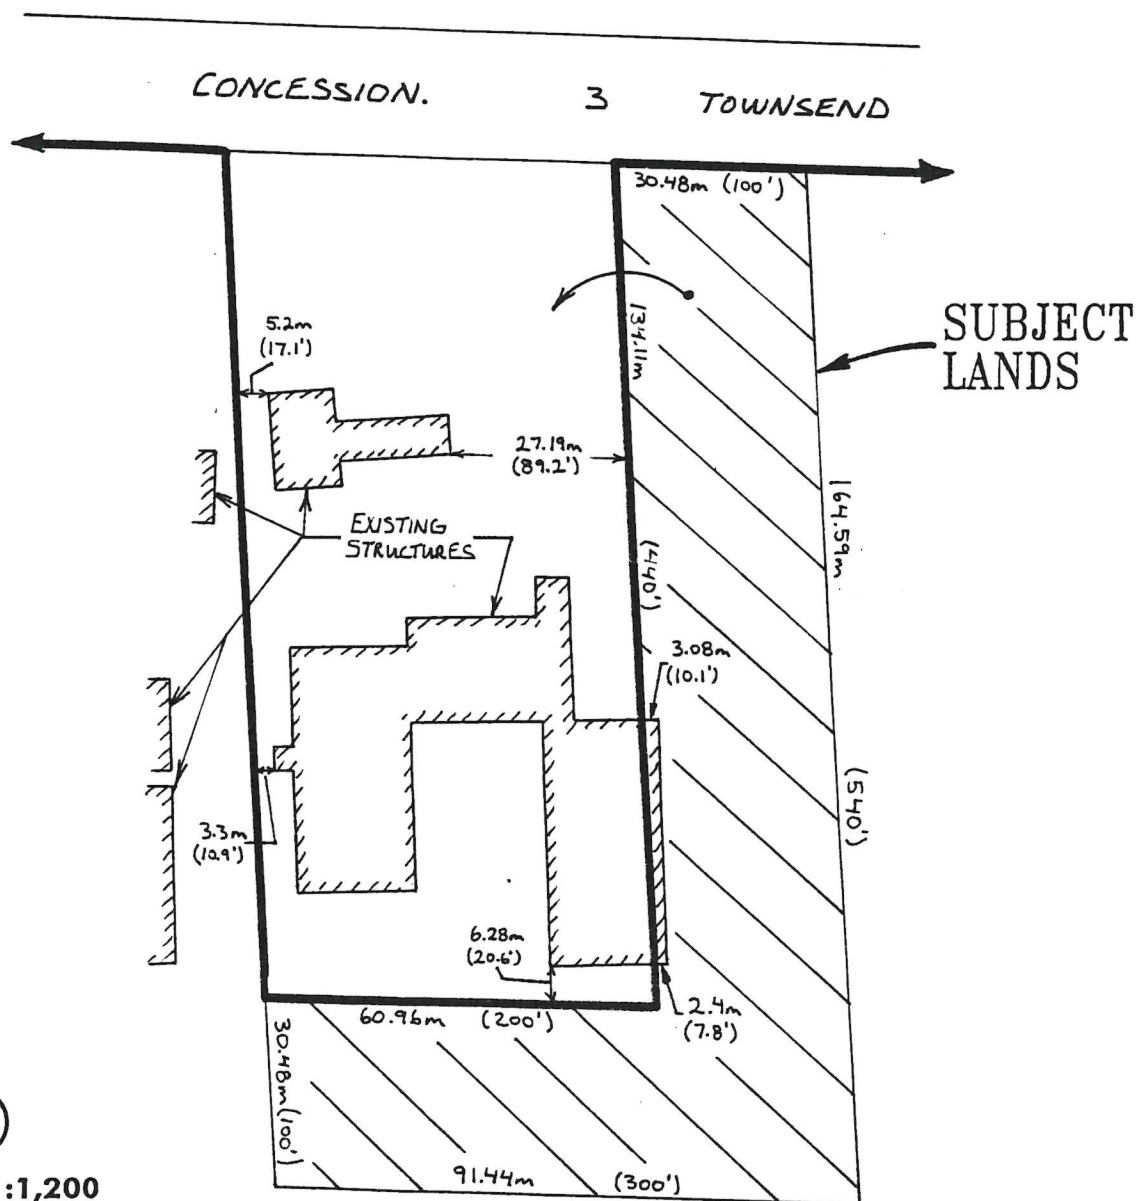 CONCESSION. 3 TOWNSEND
30.48m (100')
SUBJECT
LANDS
5.2m
(17.1')
134.11m
(440')
27.19m
(89.2')
164.59m
(540')
EXISTING
STRUCTURES
3.08m
(10.1')
3.3m
(10.9')
6.28m
(20.6')
2.4m
(7.8')
60.96m (200')
30.48m (100')
91.44m (300')
:1,200